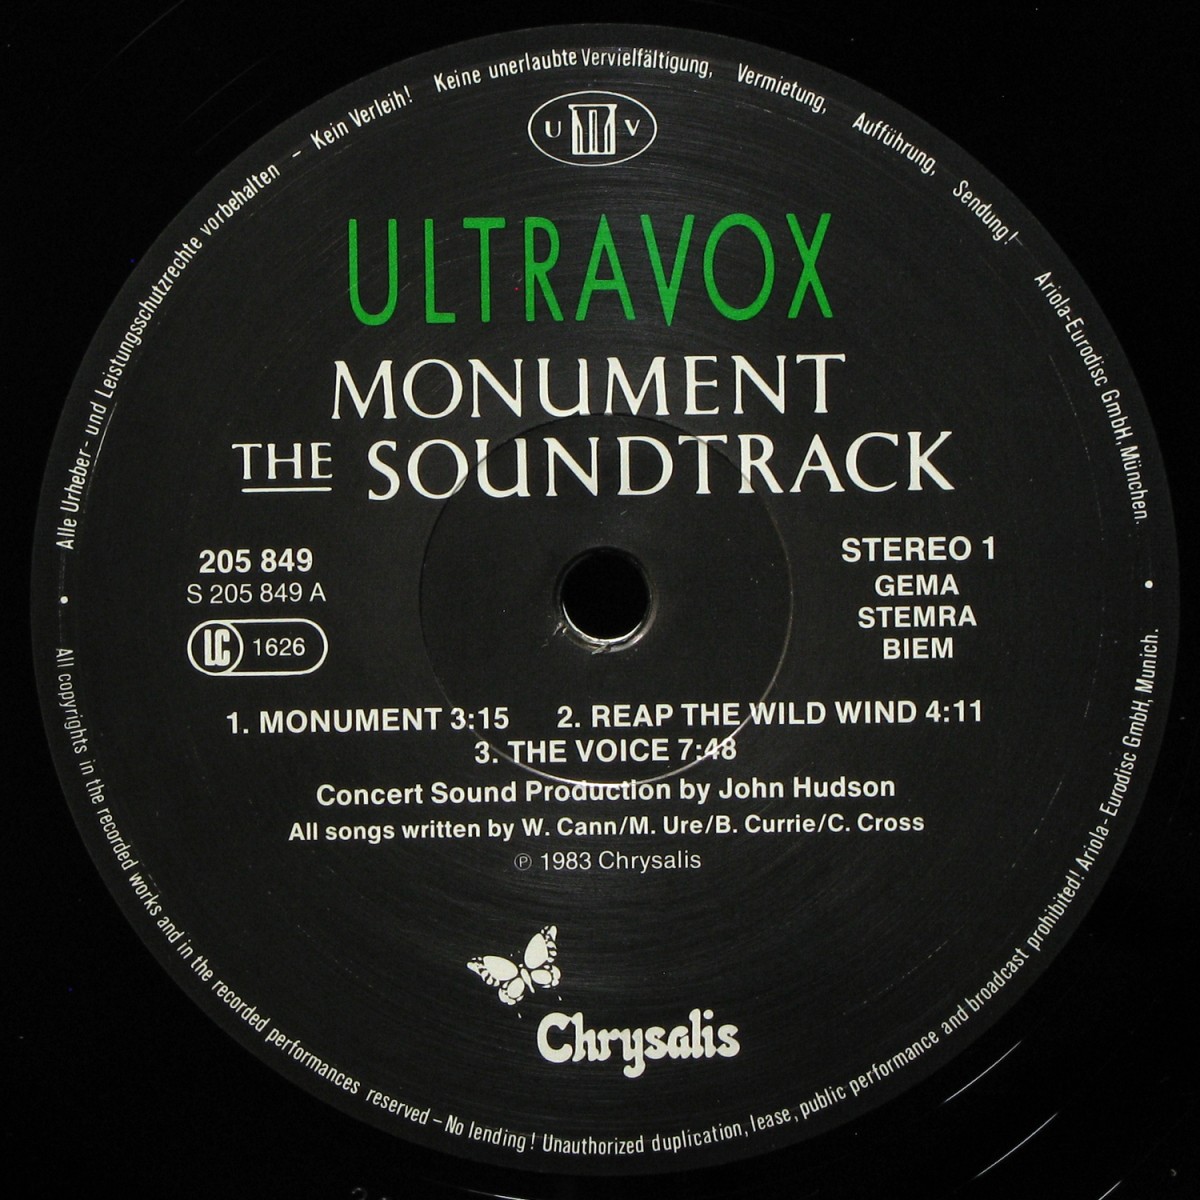 Alle Urheber- und Leistungsschutzrechte vorbehalten – Kein Verleih! Keine unerlaubte Vervielfältigung, Vermietung, Aufführung, Sendung! Ariola-Eurodisc GmbH, München.
U V
ULTRAVOX
MONUMENT
THE SOUNDTRACK
205 849
S 205 849 A
LC 1626
STEREO 1
GEMA
STEMRA
BIEM
1. MONUMENT 3:15 2. REAP THE WILD WIND 4:11
3. THE VOICE 7:48
Concert Sound Production by John Hudson
All songs written by W. Cann/M. Ure/B. Currie/C. Cross
℗ 1983 Chrysalis
Chrysalis
All copyrights in the recorded works and in the recorded performances reserved – No lending! Unauthorized duplication, lease, public performance and broadcast prohibited! Ariola-Eurodisc GmbH, Munich.